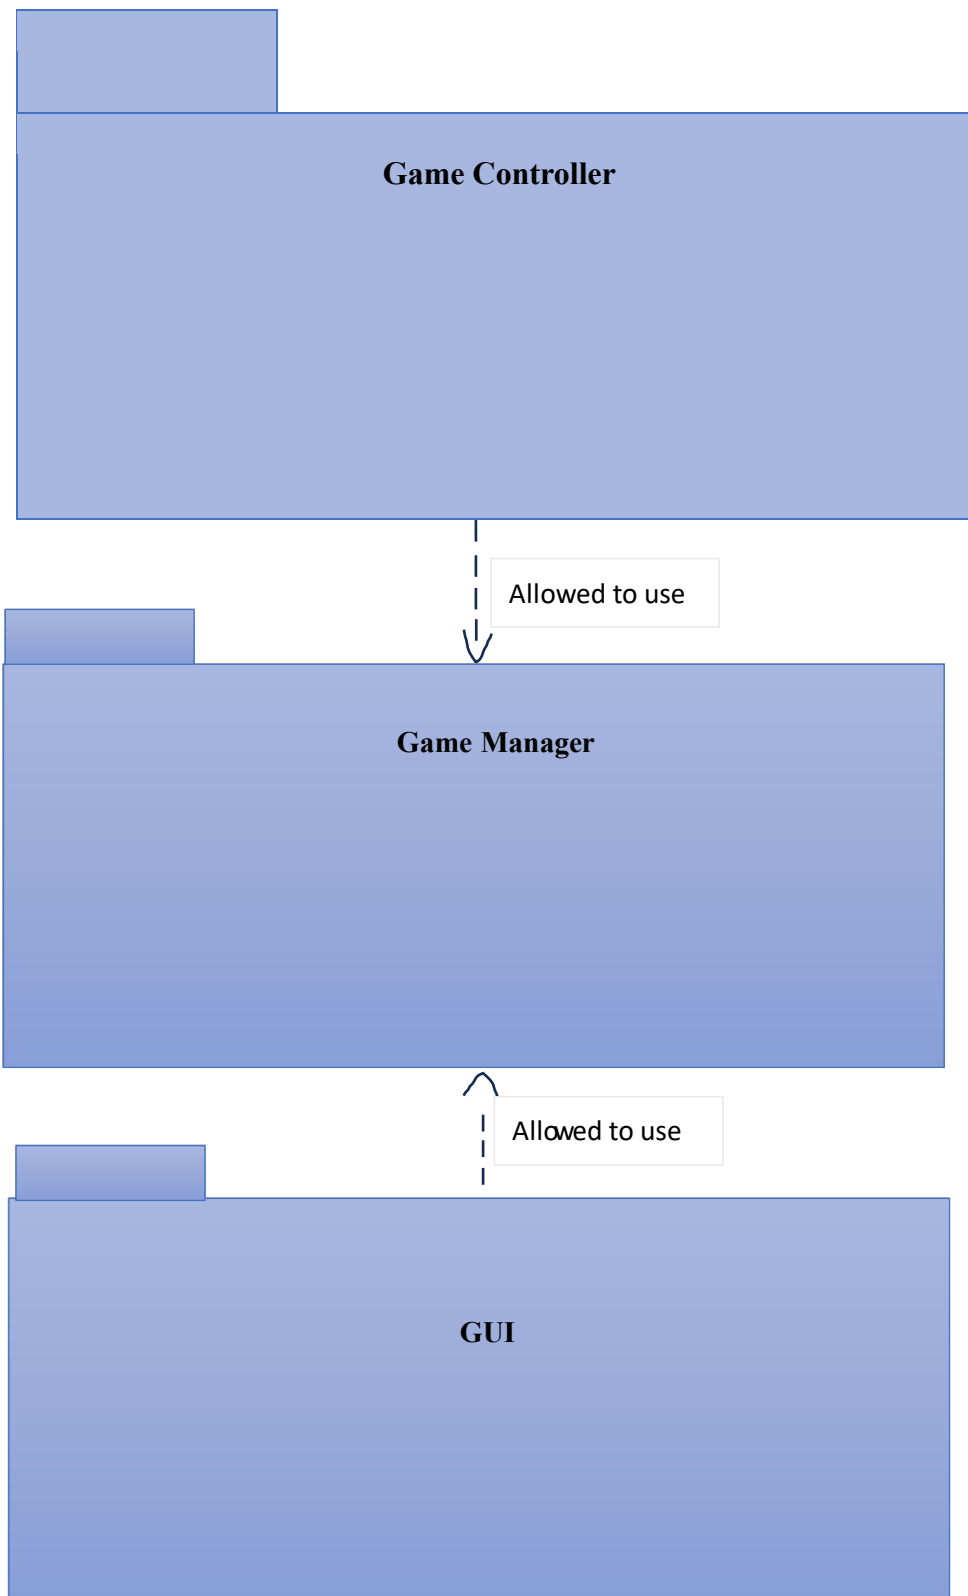 Game Controller
Allowed to use
Game Manager
Allowed to use
GUI